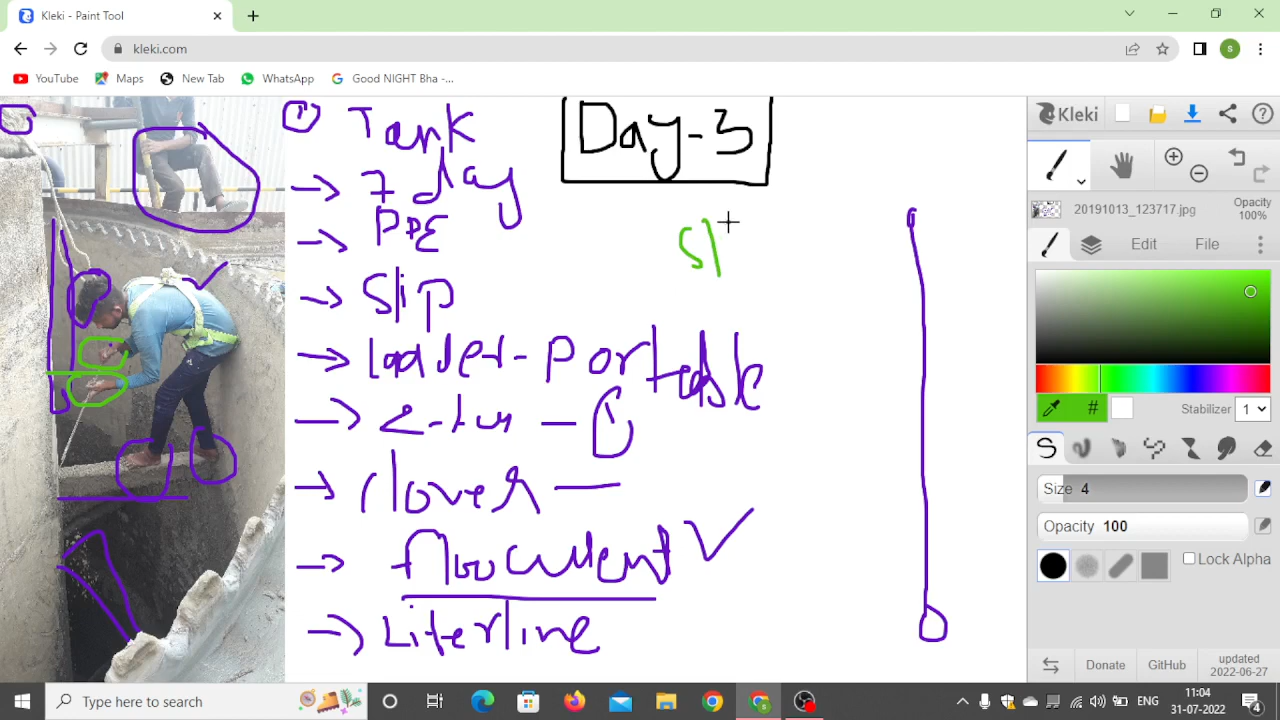 Kleki - Paint Tool
kleki.com
YouTube
Maps
New Tab
WhatsApp
Good NIGHT Bha -...
① Tank
Day-3
→ 7 day
→ PPE
→ Slip
→ Ladder - Portable
→
→
→
→ Literline
Sl
Kleki
20191013_123717.jpg
Opacity
100%
Edit
File
#
Stabilizer 1
Size 4
Opacity 100
Lock Alpha
Donate
GitHub
updated
2022-06-27
Type here to search
ENG
11:04
31-07-2022
4